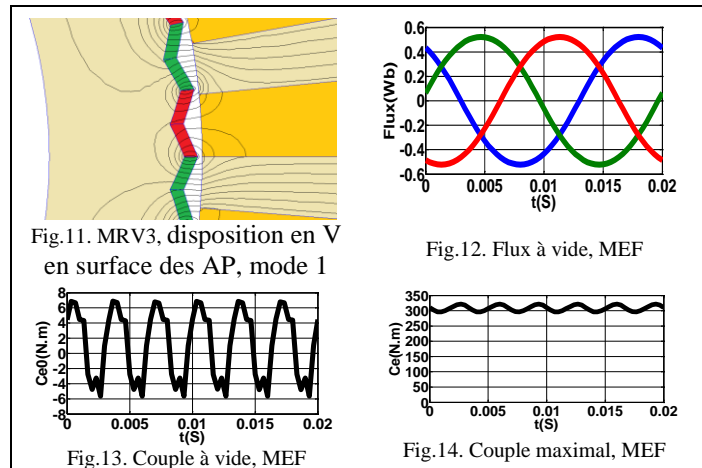 Fig.11. MRV3, disposition en V
en surface des AP, mode 1
0.6
0.4
0.2
0
-0.2
-0.4
-0.6
Flux(Wb)
0 0.005 0.01 0.015 0.02
t(S)
Fig.12. Flux à vide, MEF
8
6
4
2
0
-2
-4
-6
-8
Ce0(N.m)
0 0.005 0.01 0.015 0.02
t(S)
Fig.13. Couple à vide, MEF
350
300
250
200
150
100
50
0
Ce(N.m)
0 0.005 0.01 0.015 0.02
t(S)
Fig.14. Couple maximal, MEF